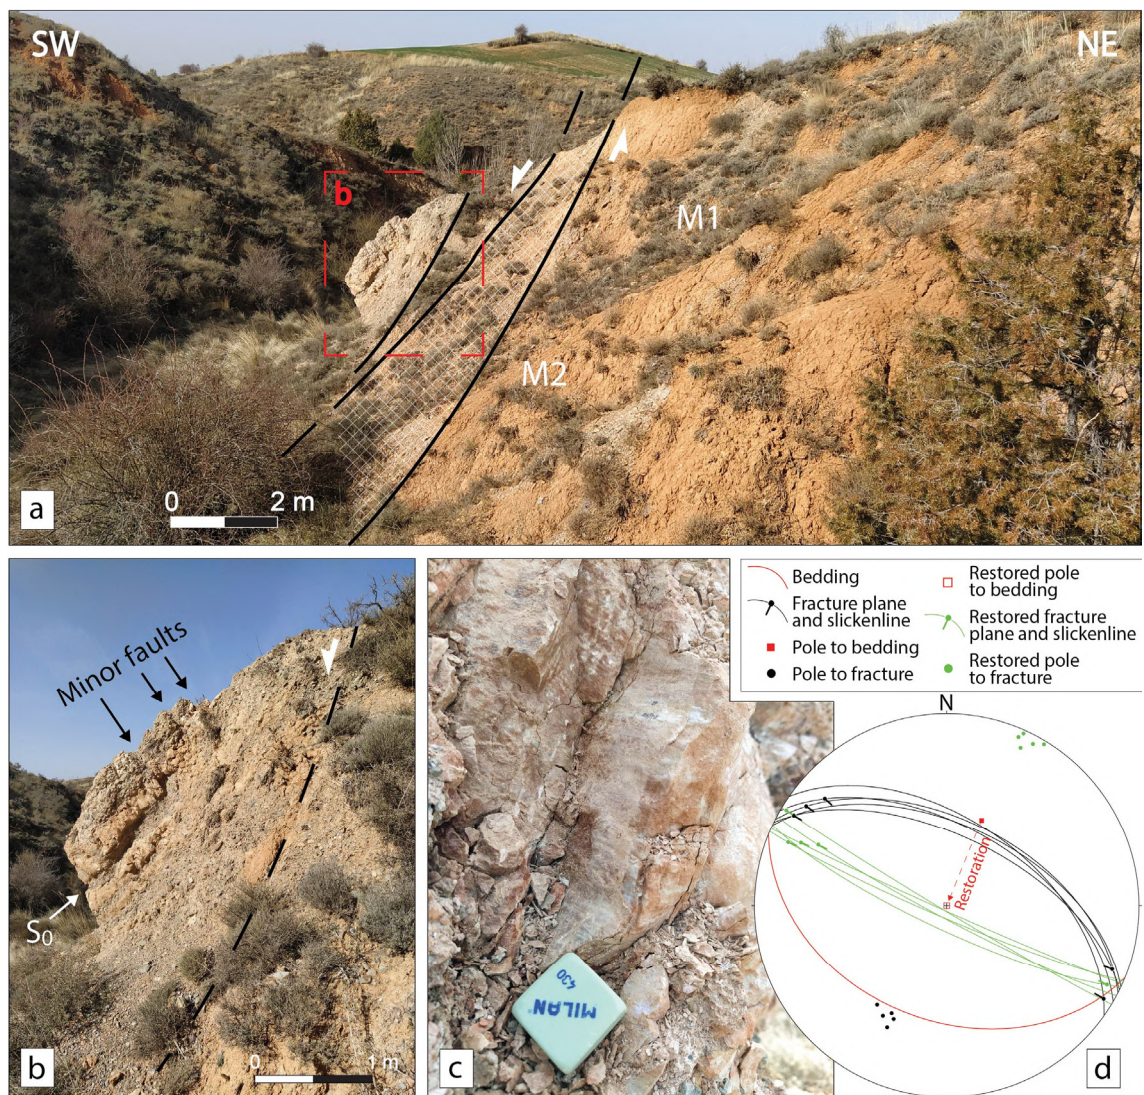 SW
NE
b
M1
M2
0 2 m
a
Minor faults
S0
0 1 m
b
430
MILAN
c
Bedding
Fracture plane
and slickenline
Pole to bedding
Pole to fracture
Restored pole
to bedding
Restored fracture
plane and slickenline
Restored pole
to fracture
N
Restoration
d